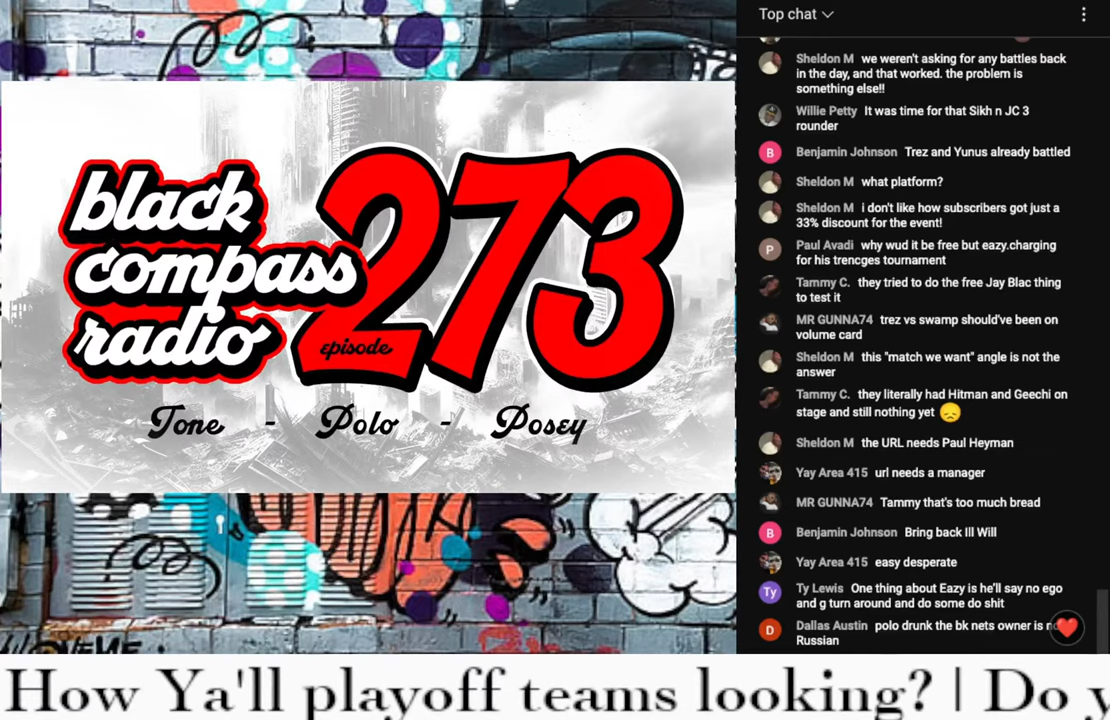 Top chat
Sheldon M we weren't asking for any battles back
in the day, and that worked. the problem is
something else!!
Willie Petty It was time for that Sikh n JC 3
rounder
B Benjamin Johnson Trez and Yunus already battled
Sheldon M what platform?
Sheldon M i don't like how subscribers got just a
33% discount for the event!
P Paul Avadi why wud it be free but eazy.charging
for his trencges tournament
Tammy C. they tried to do the free Jay Blac thing
to test it
MR GUNNA74 trez vs swamp should've been on
volume card
Sheldon M this "match we want" angle is not the
answer
Tammy C. they literally had Hitman and Geechi on
stage and still nothing yet 😞
Sheldon M the URL needs Paul Heyman
Yay Area 415 url needs a manager
MR GUNNA74 Tammy that's too much bread
B Benjamin Johnson Bring back Ill Will
Yay Area 415 easy desperate
Ty Ty Lewis One thing about Eazy is he'll say no ego
and g turn around and do some do shit
D Dallas Austin polo drunk the bk nets owner is
Russian
black
compass
radio
273
episode
Tone - Polo - Posey
How Ya'll playoff teams looking? | Do